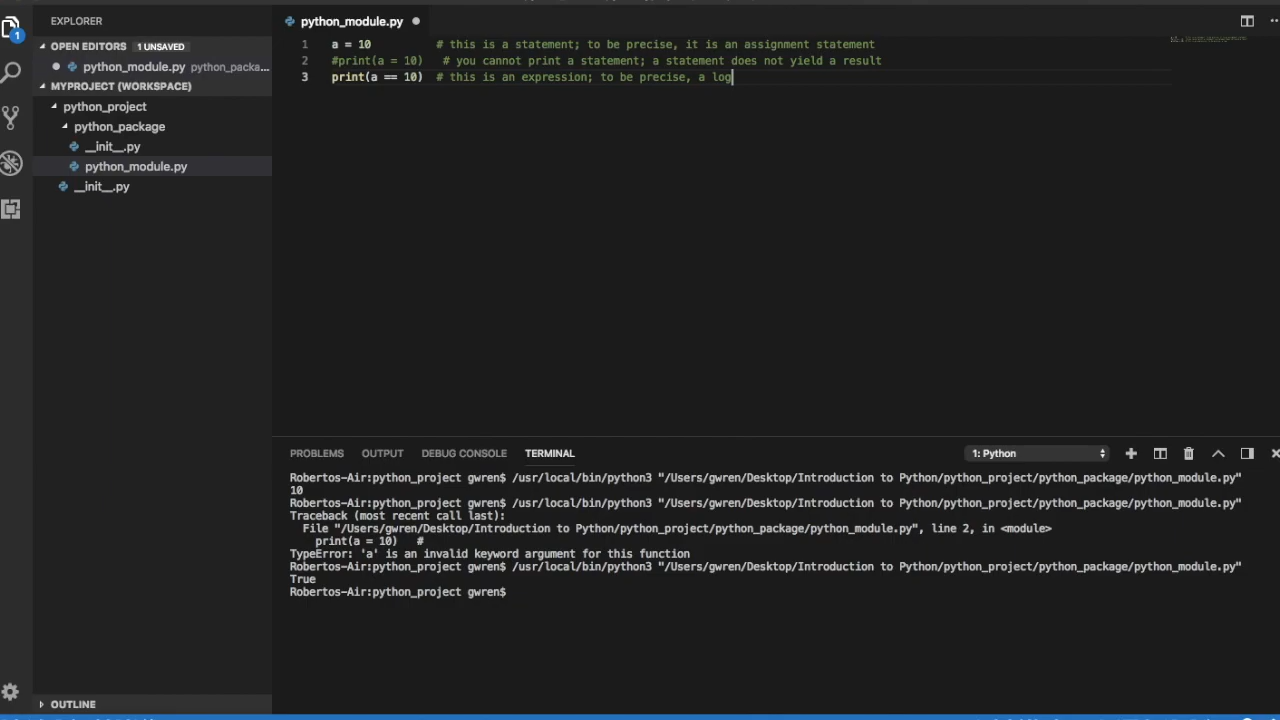 EXPLORER
python_module.py
OPEN EDITORS 1 UNSAVED
python_module.py python_packa...
MYPROJECT (WORKSPACE)
python_project
python_package
__init__.py
python_module.py
__init__.py
OUTLINE
1
1 a = 10 # this is a statement; to be precise, it is an assignment statement
2 #print(a = 10) # you cannot print a statement; a statement does not yield a result
3 print(a == 10) # this is an expression; to be precise, a log
PROBLEMS OUTPUT DEBUG CONSOLE TERMINAL 1: Python
Robertos-Air:python_project gwren$ /usr/local/bin/python3 "/Users/gwren/Desktop/Introduction to Python/python_project/python_package/python_module.py"
10
Robertos-Air:python_project gwren$ /usr/local/bin/python3 "/Users/gwren/Desktop/Introduction to Python/python_project/python_package/python_module.py"
Traceback (most recent call last):
File "/Users/gwren/Desktop/Introduction to Python/python_project/python_package/python_module.py", line 2, in <module>
print(a = 10) #
TypeError: 'a' is an invalid keyword argument for this function
Robertos-Air:python_project gwren$ /usr/local/bin/python3 "/Users/gwren/Desktop/Introduction to Python/python_project/python_package/python_module.py"
True
Robertos-Air:python_project gwren$